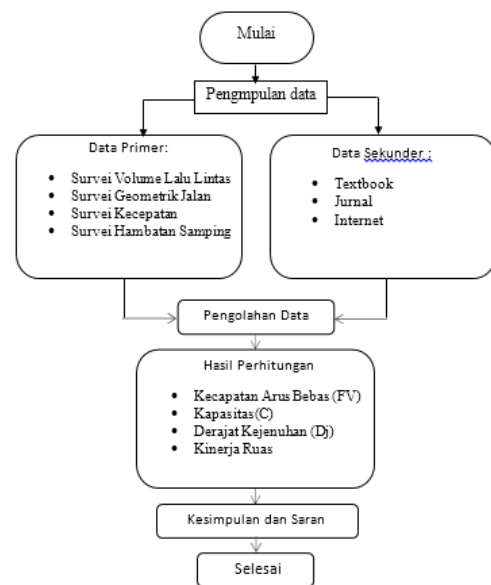 Mulai
Pengmpulan data
Data Primer:
• Survei Volume Lalu Lintas
• Survei Geometrik Jalan
• Survei Kecepatan
• Survei Hambatan Samping
Data Sekunder :
• Textbook
• Jurnal
• Internet
Pengolahan Data
Hasil Perhitungan
• Kecapatan Arus Bebas (FV)
• Kapasitas(C)
• Derajat Kejenuhan (Dj)
• Kinerja Ruas
Kesimpulan dan Saran
Selesai